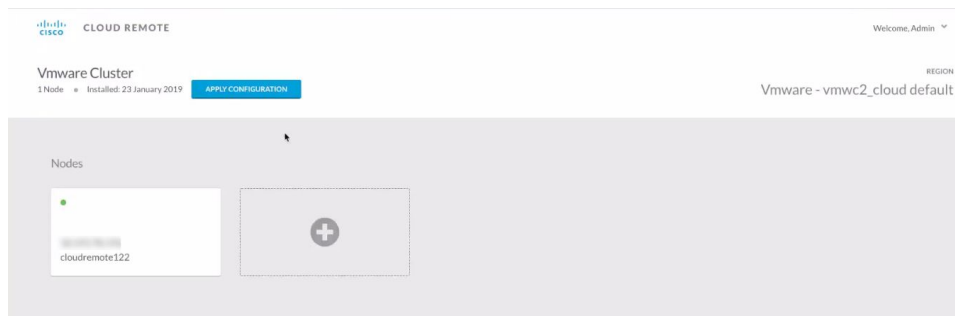 CISCO
CLOUD REMOTE
Welcome, Admin
Vmware Cluster
1 Node Installed: 23 January 2019
APPLY CONFIGURATION
REGION
Vmware - vmwc2_cloud default
Nodes
cloudremote122